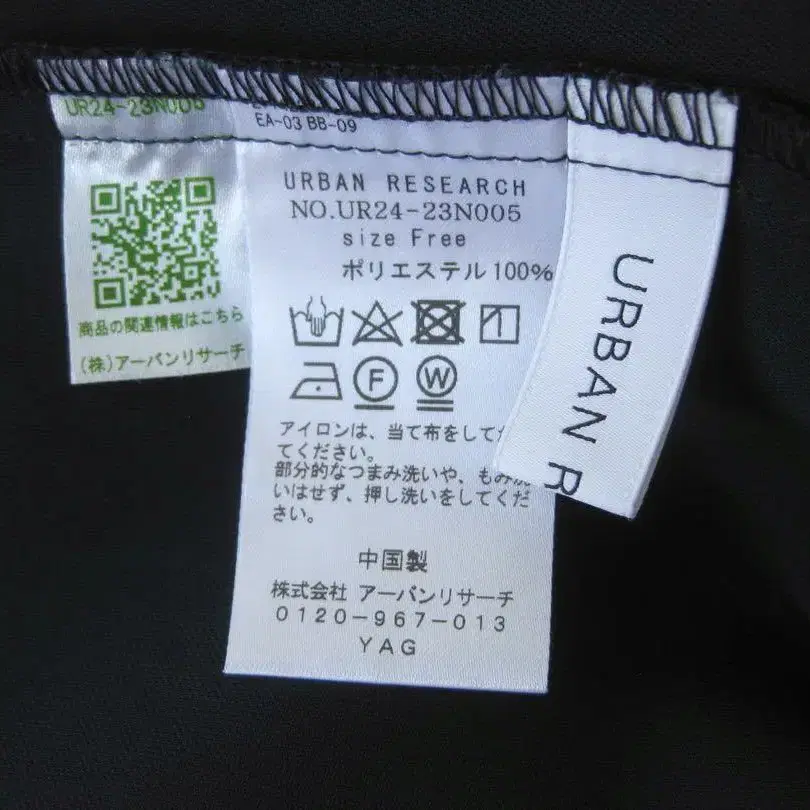 UR24-23N005
商品の関連情報はこちら
(株)アーバンリサーチ
EA-03 BB-09
URBAN RESEARCH
NO.UR24-23N005
size Free
ポリエステル100%
F
W
アイロンは、当て布をして
てください。
部分的なつまみ洗いや、もみ洗
いはせず、押し洗いをしてくだ
さい。
中国製
株式会社 アーバンリサーチ
0120-967-013
YAG
URBAN R